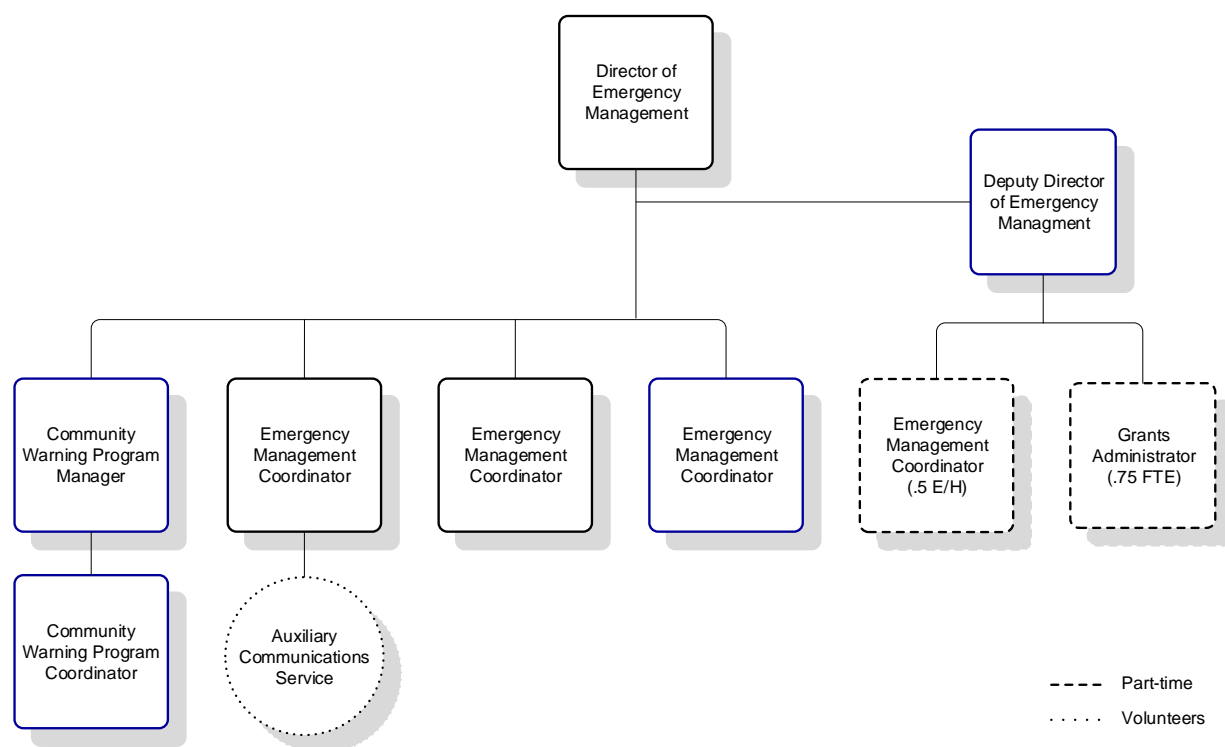 Director of
Emergency
Management
Deputy Director
of Emergency
Managment
Community
Warning Program
Manager
Emergency
Management
Coordinator
Emergency
Management
Coordinator
Emergency
Management
Coordinator
Emergency
Management
Coordinator
(.5 E/H)
Grants
Administrator
(.75 FTE)
Community
Warning Program
Coordinator
Auxiliary
Communications
Service
Part-time
Volunteers